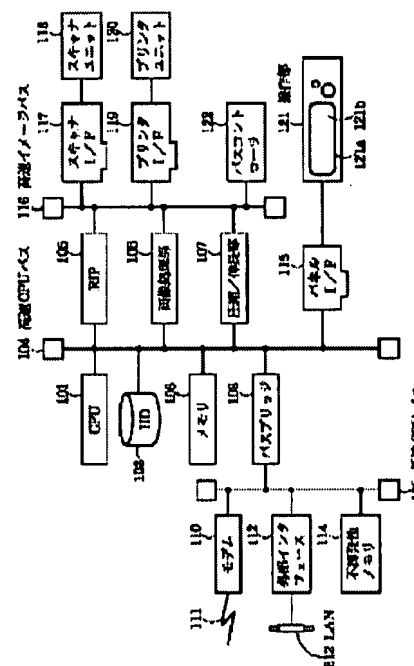 118
スキャナ
ユニット
120
プリンタ
ユニット
116 高速イメージバス
117
スキャナ
I/F
119
プリンタ
I/F
122
バスコント
ローラ
121 操作部
121a
121b
104 高速CPUバス
105
RIP
106
画像処理部
107
圧縮/伸長部
115
パネル
I/F
101
CPU
HD
メモリ
バスブリッジ
110
モデム
111
112
外部インタ
フェース
LAN
114
不揮発性
メモリ